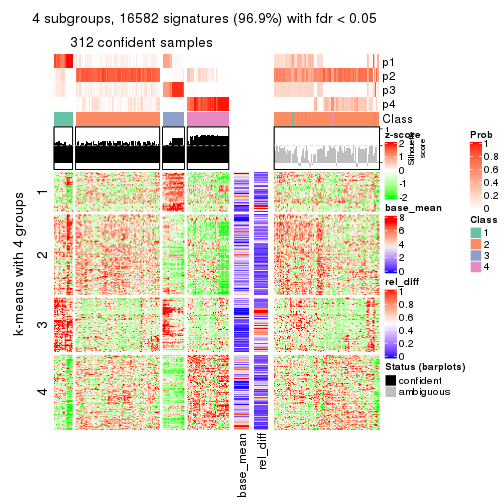 4 subgroups, 16582 signatures (96.9%) with fdr < 0.05
312 confident samples
p1
p2
p3
p4
Class
1
Silhouette
score
k-means with 4 groups
1
2
3
4
base_mean
rel_diff
z-score
2
1
0
-1
-2
base_mean
8
6
4
2
0
rel_diff
1
0.8
0.6
0.4
0.2
0
Status (barplots)
confident
ambiguous
Prob
1
0.8
0.6
0.4
0.2
0
Class
1
2
3
4